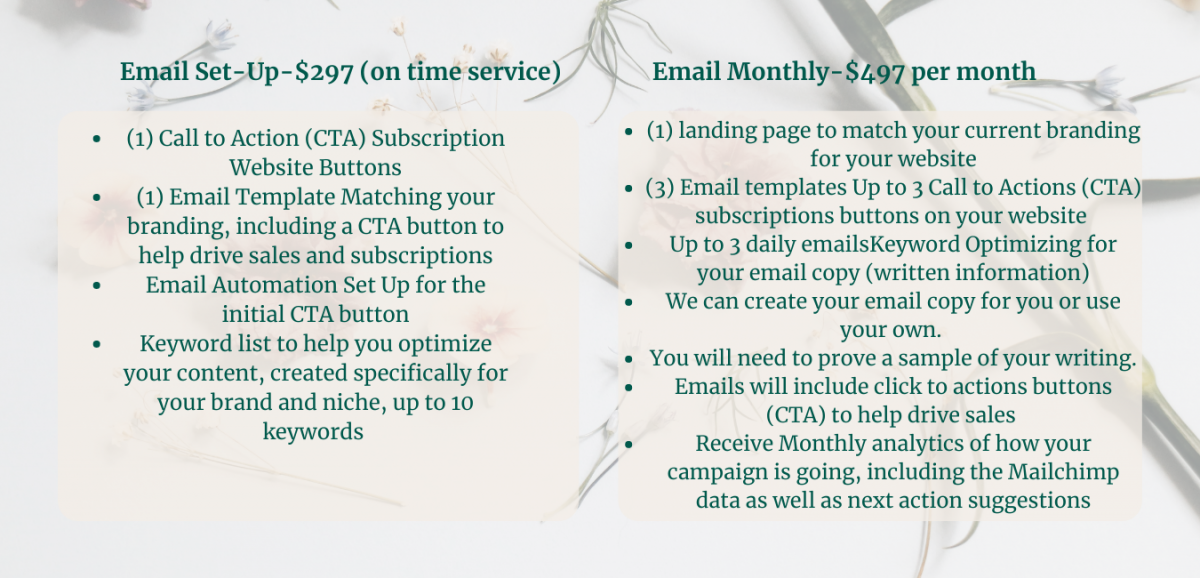 Email Set-Up-$297 (on time service)
• (1) Call to Action (CTA) Subscription
Website Buttons
• (1) Email Template Matching your
branding, including a CTA button to
help drive sales and subscriptions
• Email Automation Set Up for the
initial CTA button
• Keyword list to help you optimize
your content, created specifically for
your brand and niche, up to 10
keywords
Email Monthly-$497 per month
• (1) landing page to match your current branding
for your website
• (3) Email templates Up to 3 Call to Actions (CTA)
subscriptions buttons on your website
• Up to 3 daily emailsKeyword Optimizing for
your email copy (written information)
• We can create your email copy for you or use
your own.
• You will need to prove a sample of your writing.
• Emails will include click to actions buttons
(CTA) to help drive sales
• Receive Monthly analytics of how your
campaign is going, including the Mailchimp
data as well as next action suggestions